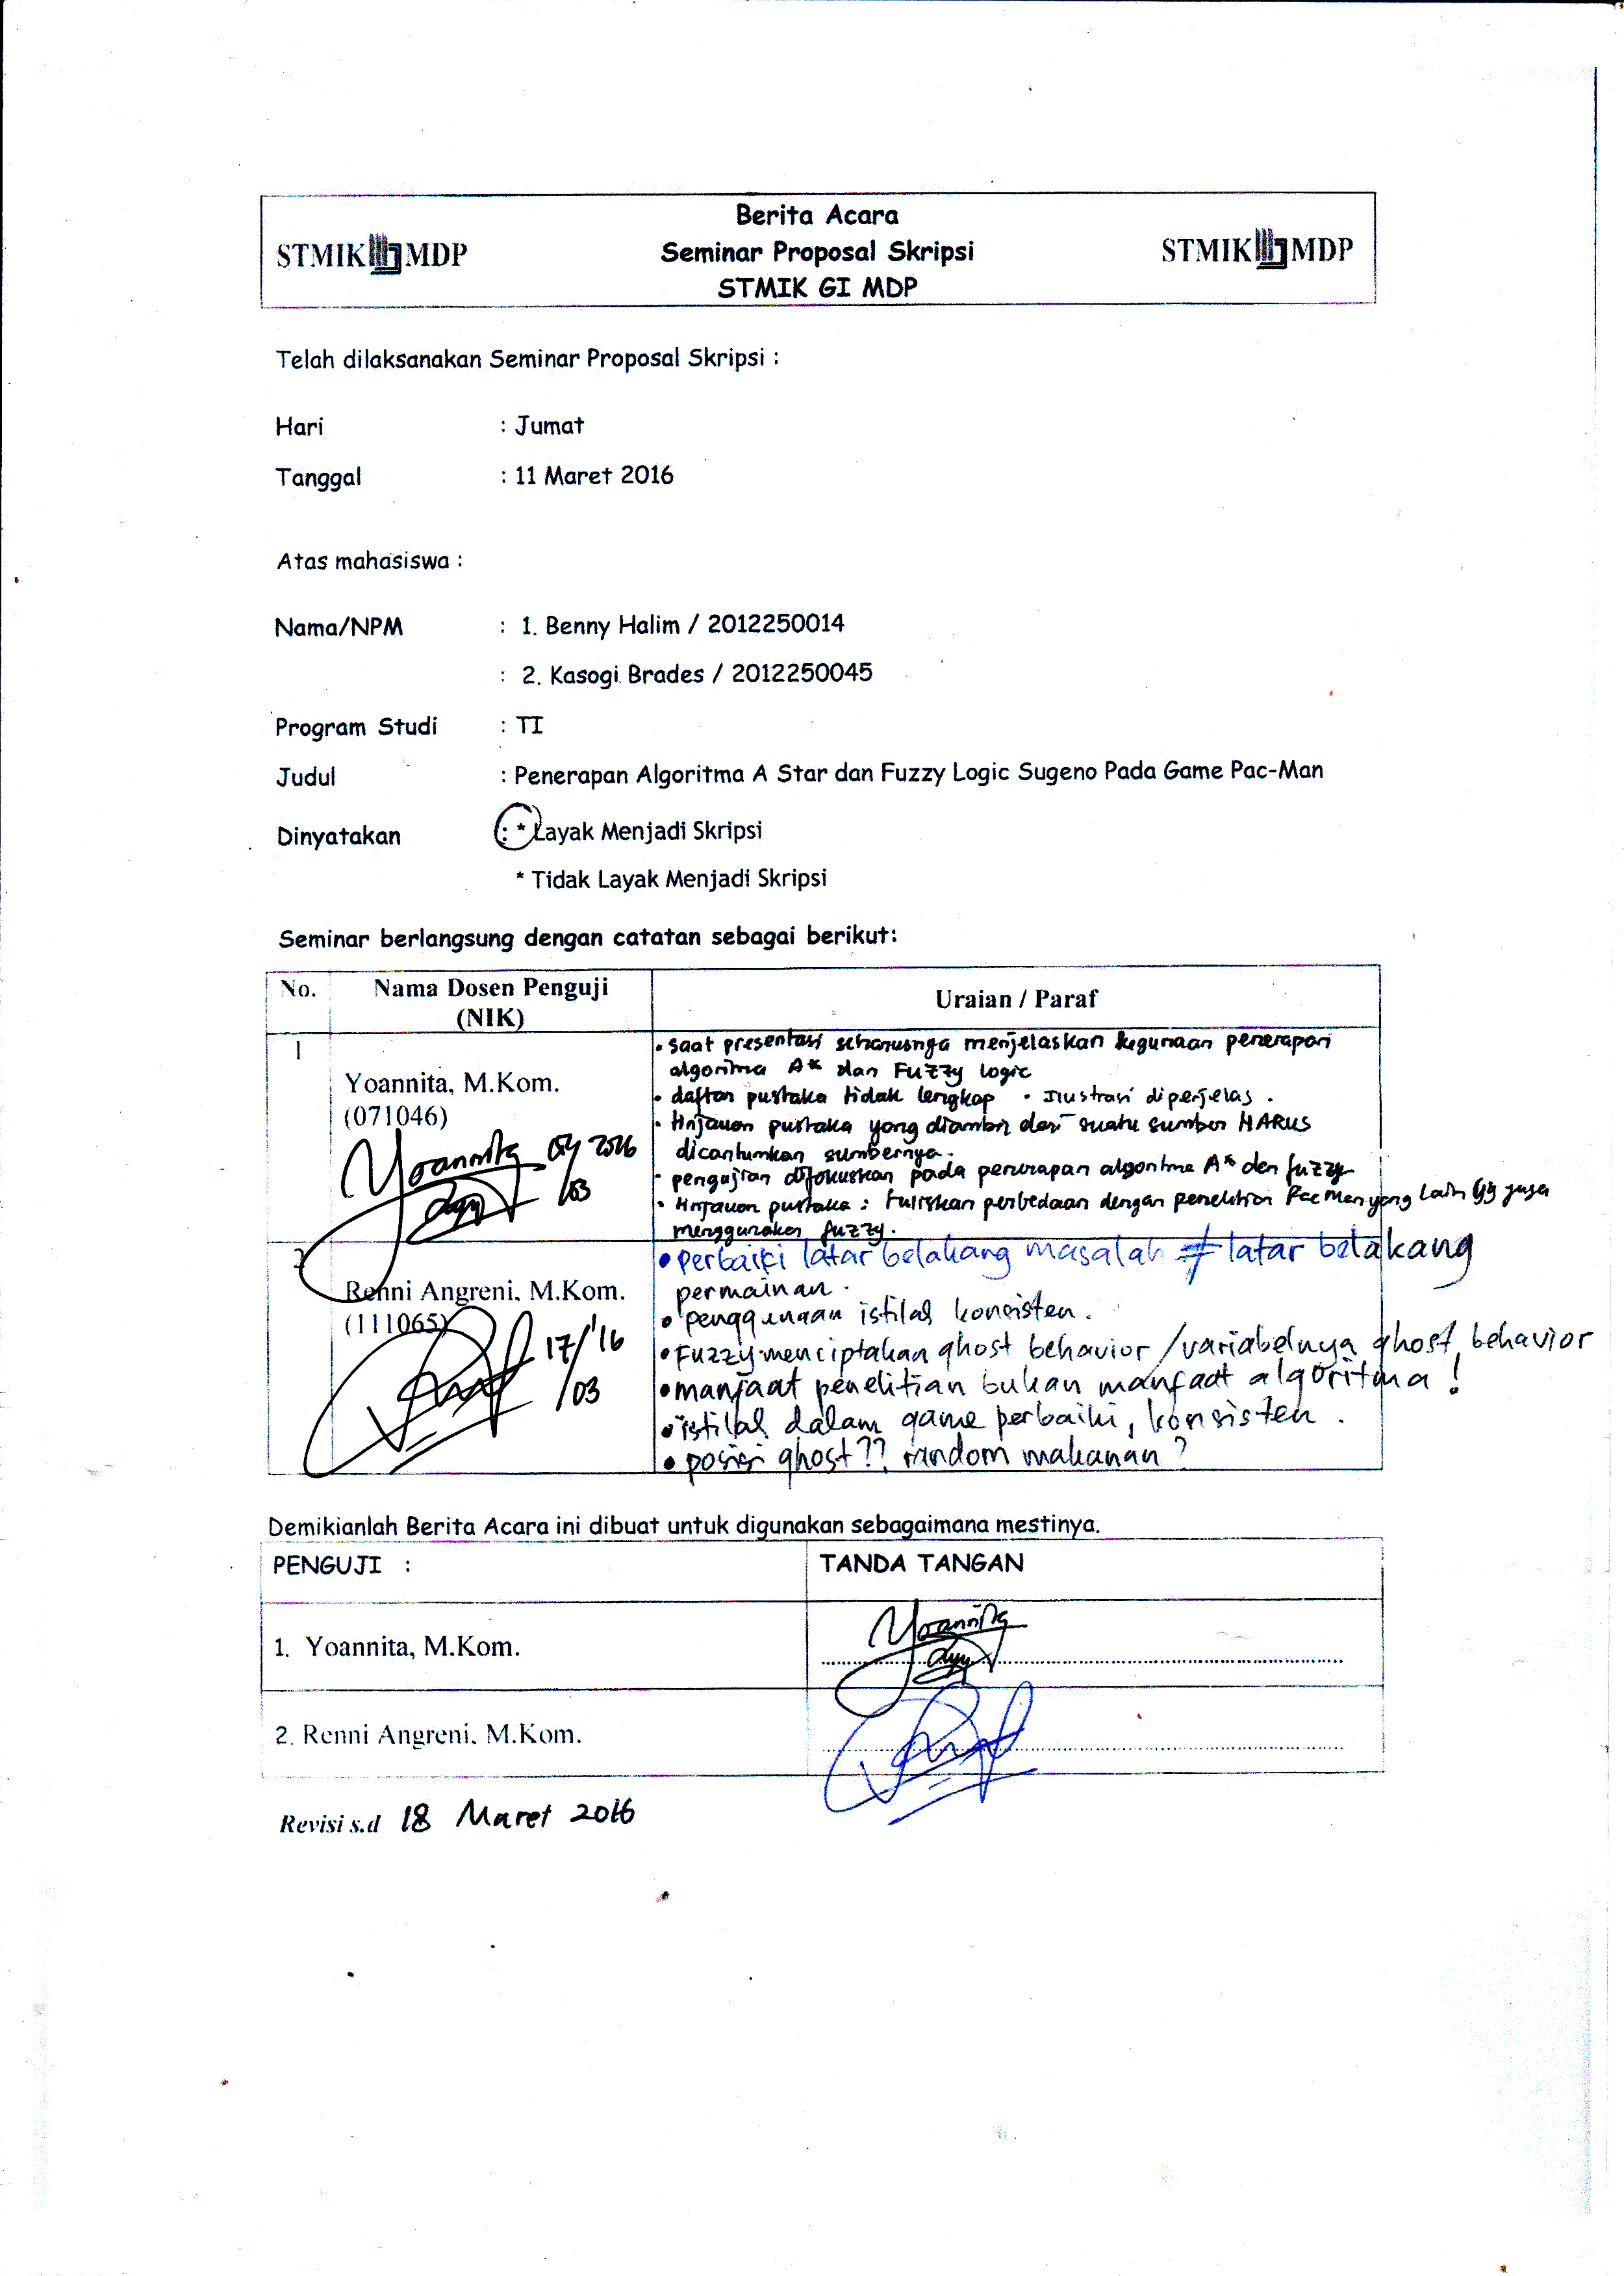 Berita Acara
STMIK MDP Seminar Proposal Skripsi STMIK MDP
STMIK GI MDP
Telah dilaksanakan Seminar Proposal Skripsi :
Hari : Jumat
Tanggal : 11 Maret 2016
Atas mahasiswa :
Nama/NPM : 1. Benny Halim / 2012250014
: 2. Kasogi Brades / 2012250045
Program Studi : TI
Judul : Penerapan Algoritma A Star dan Fuzzy Logic Sugeno Pada Game Pac-Man
Dinyatakan : * Layak Menjadi Skripsi
* Tidak Layak Menjadi Skripsi
Seminar berlangsung dengan catatan sebagai berikut:
No. Nama Dosen Penguji (NIK) Uraian / Paraf
1
Yoannita, M.Kom.
(071046)
Yoannita /03 2016
• saat presentasi seharusnya menjelaskan kegunaan penerapan
algoritma A* dan Fuzzy logic
• daftar pustaka tidak lengkap • Ilustrasi diperjelas .
• tinjauan pustaka yang diambil dari suatu sumber HARUS
dicantumkan sumbernya.
• pengujian difokuskan pada penerapan algoritma A* dan fuzzy
• tinjauan pustaka : tuliskan perbedaan dengan penelitian Pac Man yang lain yg juga
menggunakan fuzzy.
2
Renni Angreni, M.Kom.
(111065)
17/03 '16
• perbaiki latar belakang masalah ≠ latar belakang
permainan .
• penggunaan istilah konsisten .
• Fuzzy menciptakan ghost behavior / variabelnya ghost behavior
• manfaat penelitian bukan manfaat algoritma !
• istilah dalam game perbaiki, konsisten .
• posisi ghost ?? random makanan ?
Demikianlah Berita Acara ini dibuat untuk digunakan sebagaimana mestinya.
PENGUJI : TANDA TANGAN
1. Yoannita, M.Kom. Yoannita
2. Renni Angreni, M.Kom.
Revisi s.d 18 Maret 2016